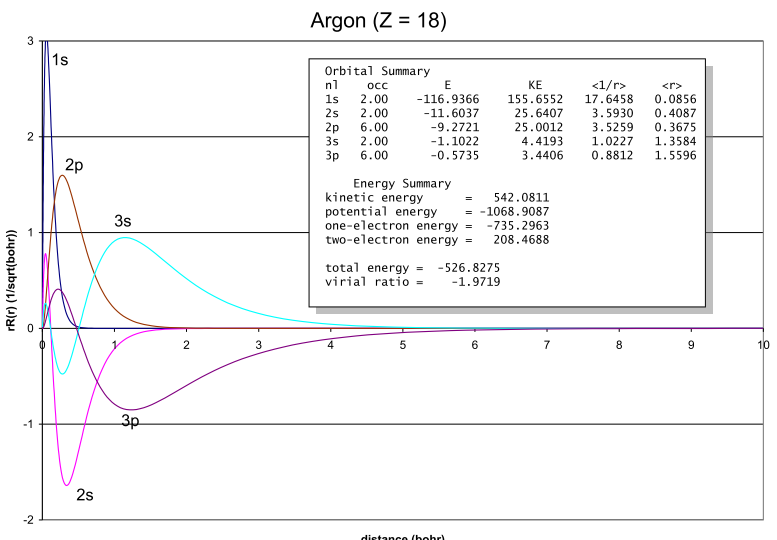 Argon (Z = 18)
3
2
1
0
-1
-2
rR(r) (1/sqrt(bohr))
1s
2p
3s
3p
2s
Orbital Summary
nl occ E KE <1/r> <r>
1s 2.00 -116.9366 155.6552 17.6458 0.0856
2s 2.00 -11.6037 25.6407 3.5930 0.4087
2p 6.00 -9.2721 25.0012 3.5259 0.3675
3s 2.00 -1.1022 4.4193 1.0227 1.3584
3p 6.00 -0.5735 3.4406 0.8812 1.5596
Energy Summary
kinetic energy = 542.0811
potential energy = -1068.9087
one-electron energy = -735.2963
two-electron energy = 208.4688
total energy = -526.8275
virial ratio = -1.9719
0 1 2 3 4 5 6 7 8 9 10
distance (bohr)